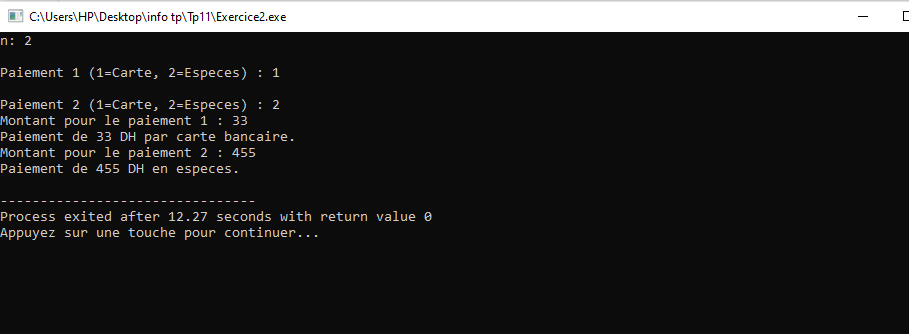 C:\Users\HP\Desktop\info tp\Tp11\Exercice2.exe
n: 2
Paiement 1 (1=Carte, 2=Especes) : 1
Paiement 2 (1=Carte, 2=Especes) : 2
Montant pour le paiement 1 : 33
Paiement de 33 DH par carte bancaire.
Montant pour le paiement 2 : 455
Paiement de 455 DH en especes.
--------------------------------
Process exited after 12.27 seconds with return value 0
Appuyez sur une touche pour continuer...